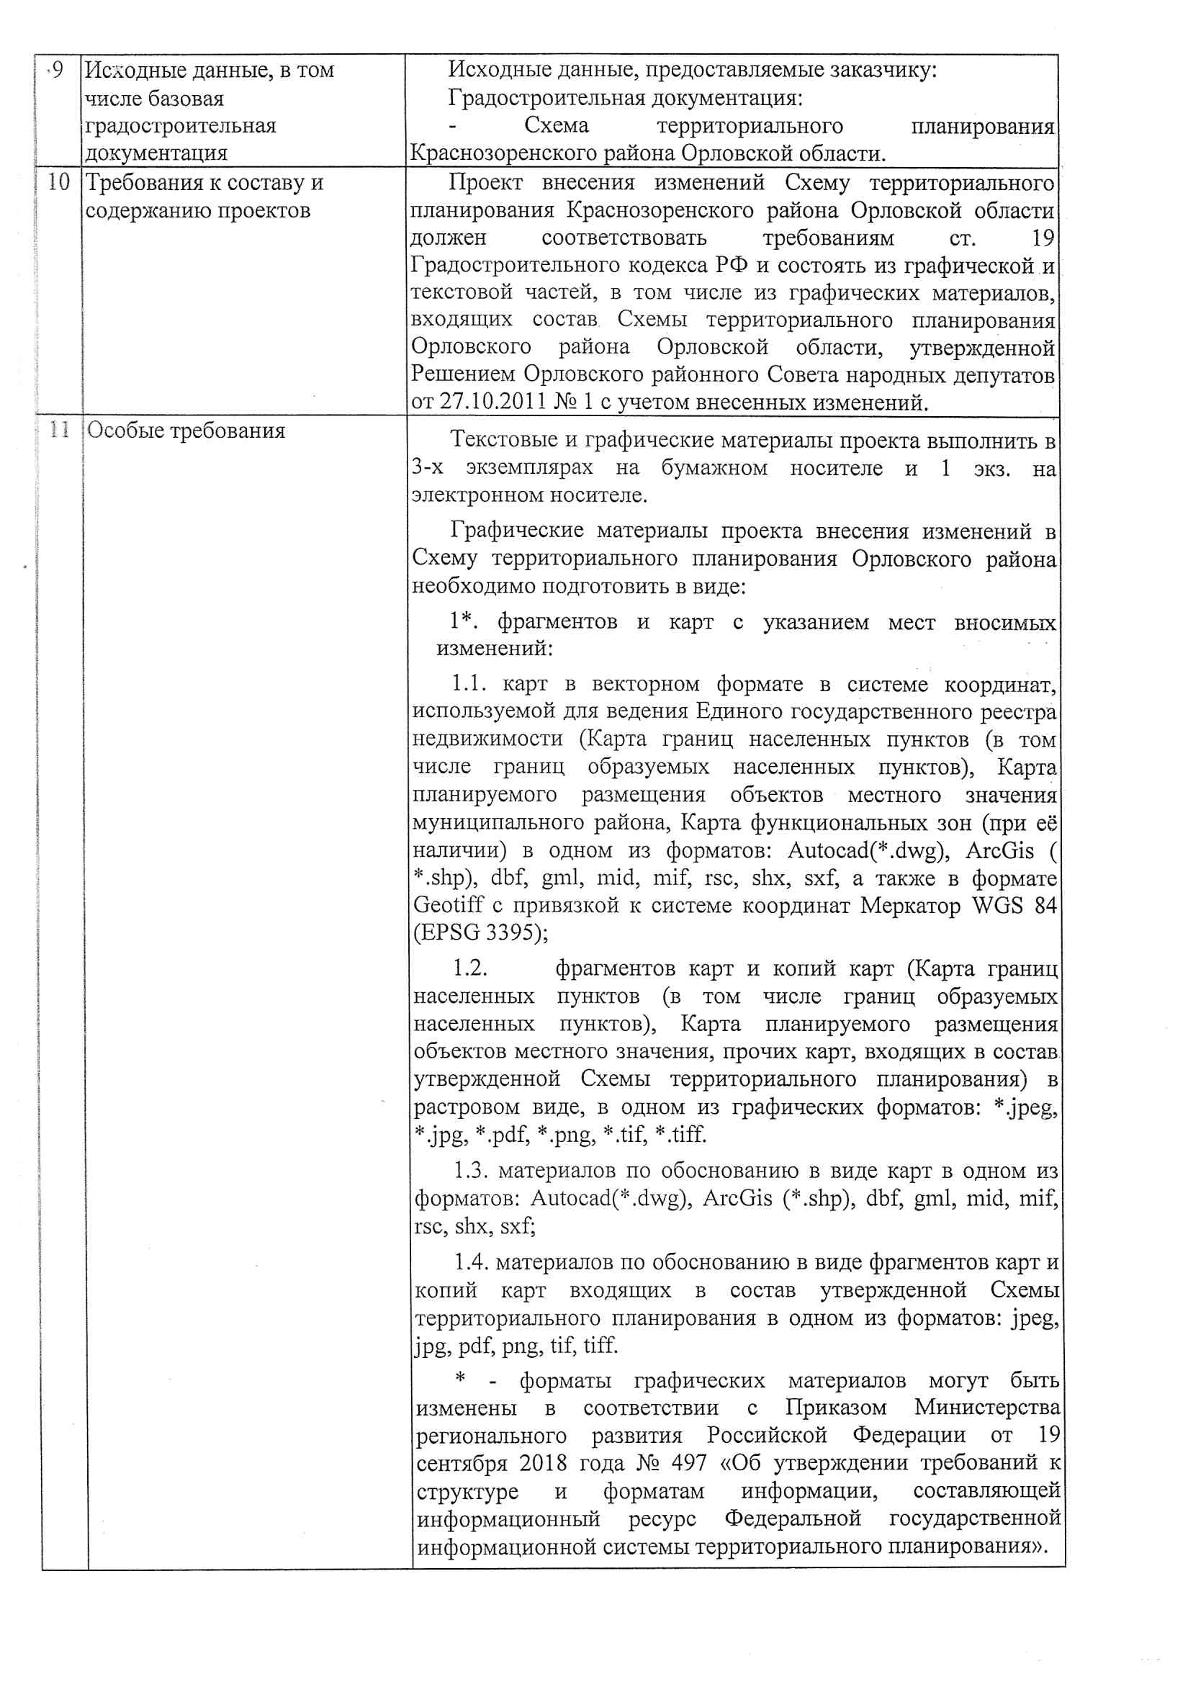 9 Исходные данные, в том
числе базовая
градостроительная
документация
Исходные данные, предоставляемые заказчику:
Градостроительная документация:
- Схема территориального планирования
Краснозоренского района Орловской области.
10 Требования к составу и
содержанию проектов
Проект внесения изменений Схему территориального
планирования Краснозоренского района Орловской области
должен соответствовать требованиям ст. 19
Градостроительного кодекса РФ и состоять из графической и
текстовой частей, в том числе из графических материалов,
входящих состав Схемы территориального планирования
Орловского района Орловской области, утвержденной
Решением Орловского районного Совета народных депутатов
от 27.10.2011 № 1 с учетом внесенных изменений.
11 Особые требования
Текстовые и графические материалы проекта выполнить в
3-х экземплярах на бумажном носителе и 1 экз. на
электронном носителе.
Графические материалы проекта внесения изменений в
Схему территориального планирования Орловского района
необходимо подготовить в виде:
1*. фрагментов и карт с указанием мест вносимых
изменений:
1.1. карт в векторном формате в системе координат,
используемой для ведения Единого государственного реестра
недвижимости (Карта границ населенных пунктов (в том
числе границ образуемых населенных пунктов), Карта
планируемого размещения объектов местного значения
муниципального района, Карта функциональных зон (при её
наличии) в одном из форматов: Autocad(*.dwg), ArcGis (
*.shp), dbf, gml, mid, mif, rsc, shx, sxf, а также в формате
Geotiff с привязкой к системе координат Меркатор WGS 84
(EPSG 3395);
1.2. фрагментов карт и копий карт (Карта границ
населенных пунктов (в том числе границ образуемых
населенных пунктов), Карта планируемого размещения
объектов местного значения, прочих карт, входящих в состав
утвержденной Схемы территориального планирования) в
растровом виде, в одном из графических форматов: *.jpeg,
*.jpg, *.pdf, *.png, *.tif, *.tiff.
1.3. материалов по обоснованию в виде карт в одном из
форматов: Autocad(*.dwg), ArcGis (*.shp), dbf, gml, mid, mif,
rsc, shx, sxf;
1.4. материалов по обоснованию в виде фрагментов карт и
копий карт входящих в состав утвержденной Схемы
территориального планирования в одном из форматов: jpeg,
jpg, pdf, png, tif, tiff.
* - форматы графических материалов могут быть
изменены в соответствии с Приказом Министерства
регионального развития Российской Федерации от 19
сентября 2018 года № 497 «Об утверждении требований к
структуре и форматам информации, составляющей
информационный ресурс Федеральной государственной
информационной системы территориального планирования».